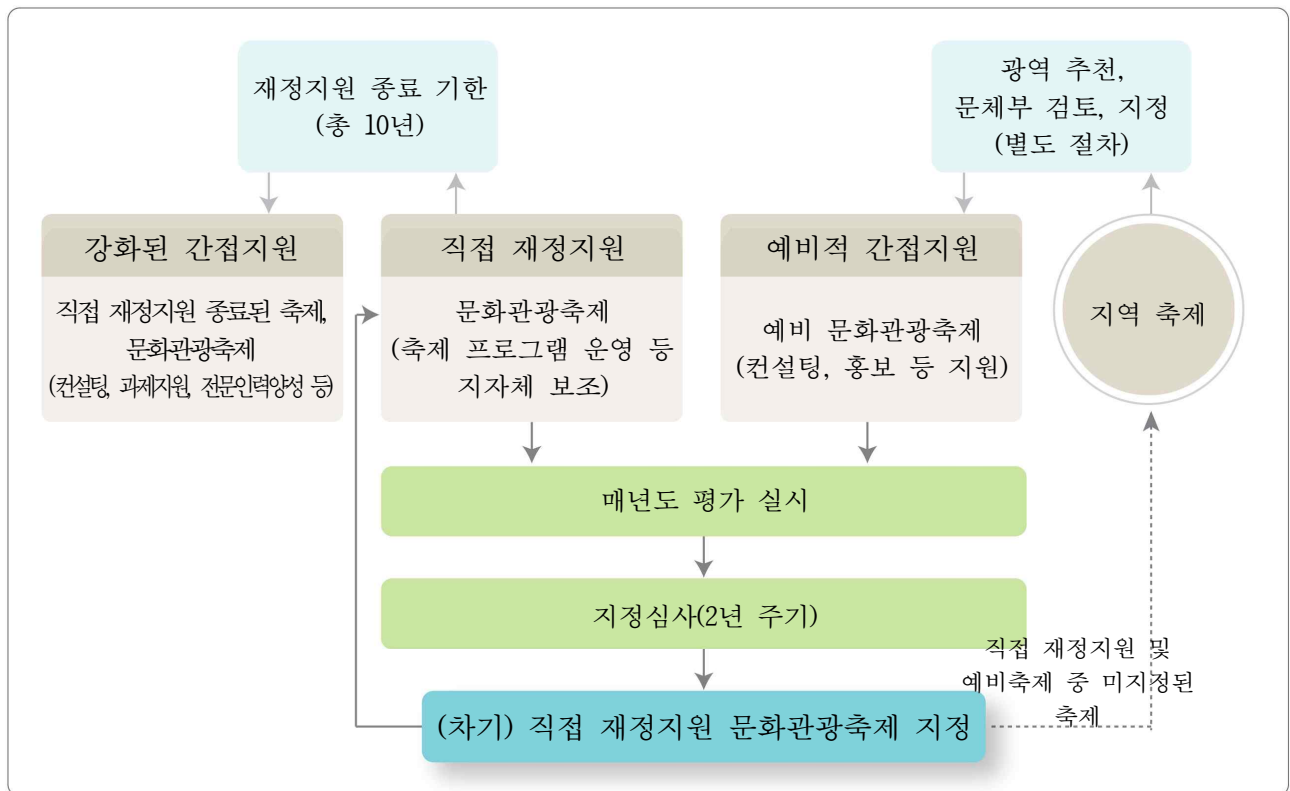 재정지원 종료 기한
(총 10년)
광역 추천,
문체부 검토, 지정
(별도 절차)
강화된 간접지원
직접 재정지원 종료된 축제,
문화관광축제
(컨설팅, 과제지원, 전문인력양성 등)
직접 재정지원
문화관광축제
(축제 프로그램 운영 등
지자체 보조)
예비적 간접지원
예비 문화관광축제
(컨설팅, 홍보 등 지원)
지역 축제
매년도 평가 실시
지정심사(2년 주기)
직접 재정지원 및
예비축제 중 미지정된
축제
(차기) 직접 재정지원 문화관광축제 지정